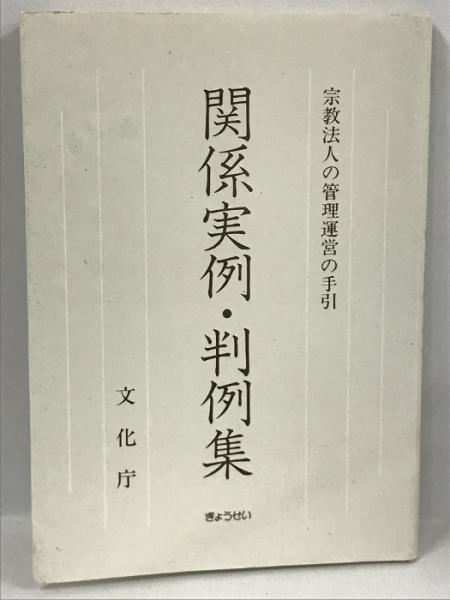 宗教法人の管理運営の手引
関係実例・判例集
文化庁
ぎょうせい